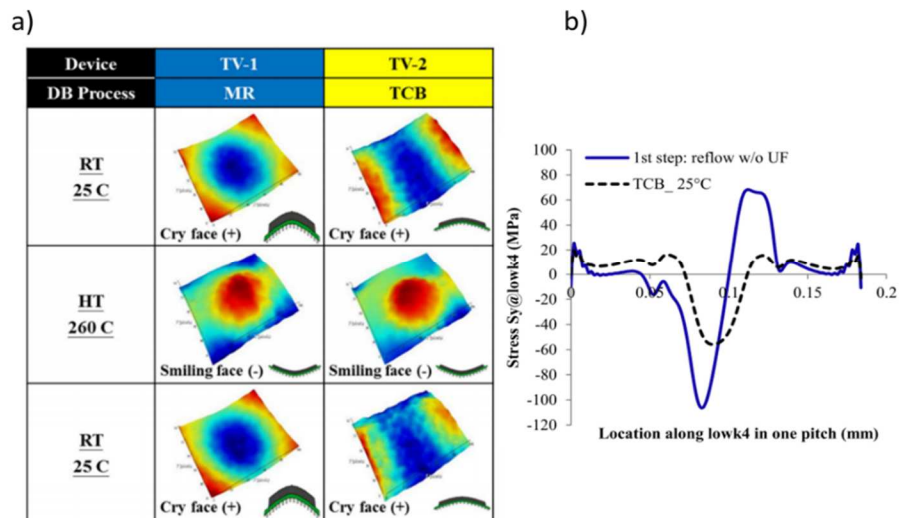 a)
b)
Device TV-1 TV-2
DB Process MR TCB
RT
25 C
Cry face (+) Cry face (+)
HT
260 C
Smiling face (-) Smiling face (-)
RT
25 C
Cry face (+) Cry face (+)
Stress Sy@lowk4 (MPa)
100
80
60
40
20
0
-20
-40
-60
-80
-100
-120
1st step: reflow w/o UF
TCB_ 25°C
0 0.05 0.1 0.15 0.2
Location along lowk4 in one pitch (mm)